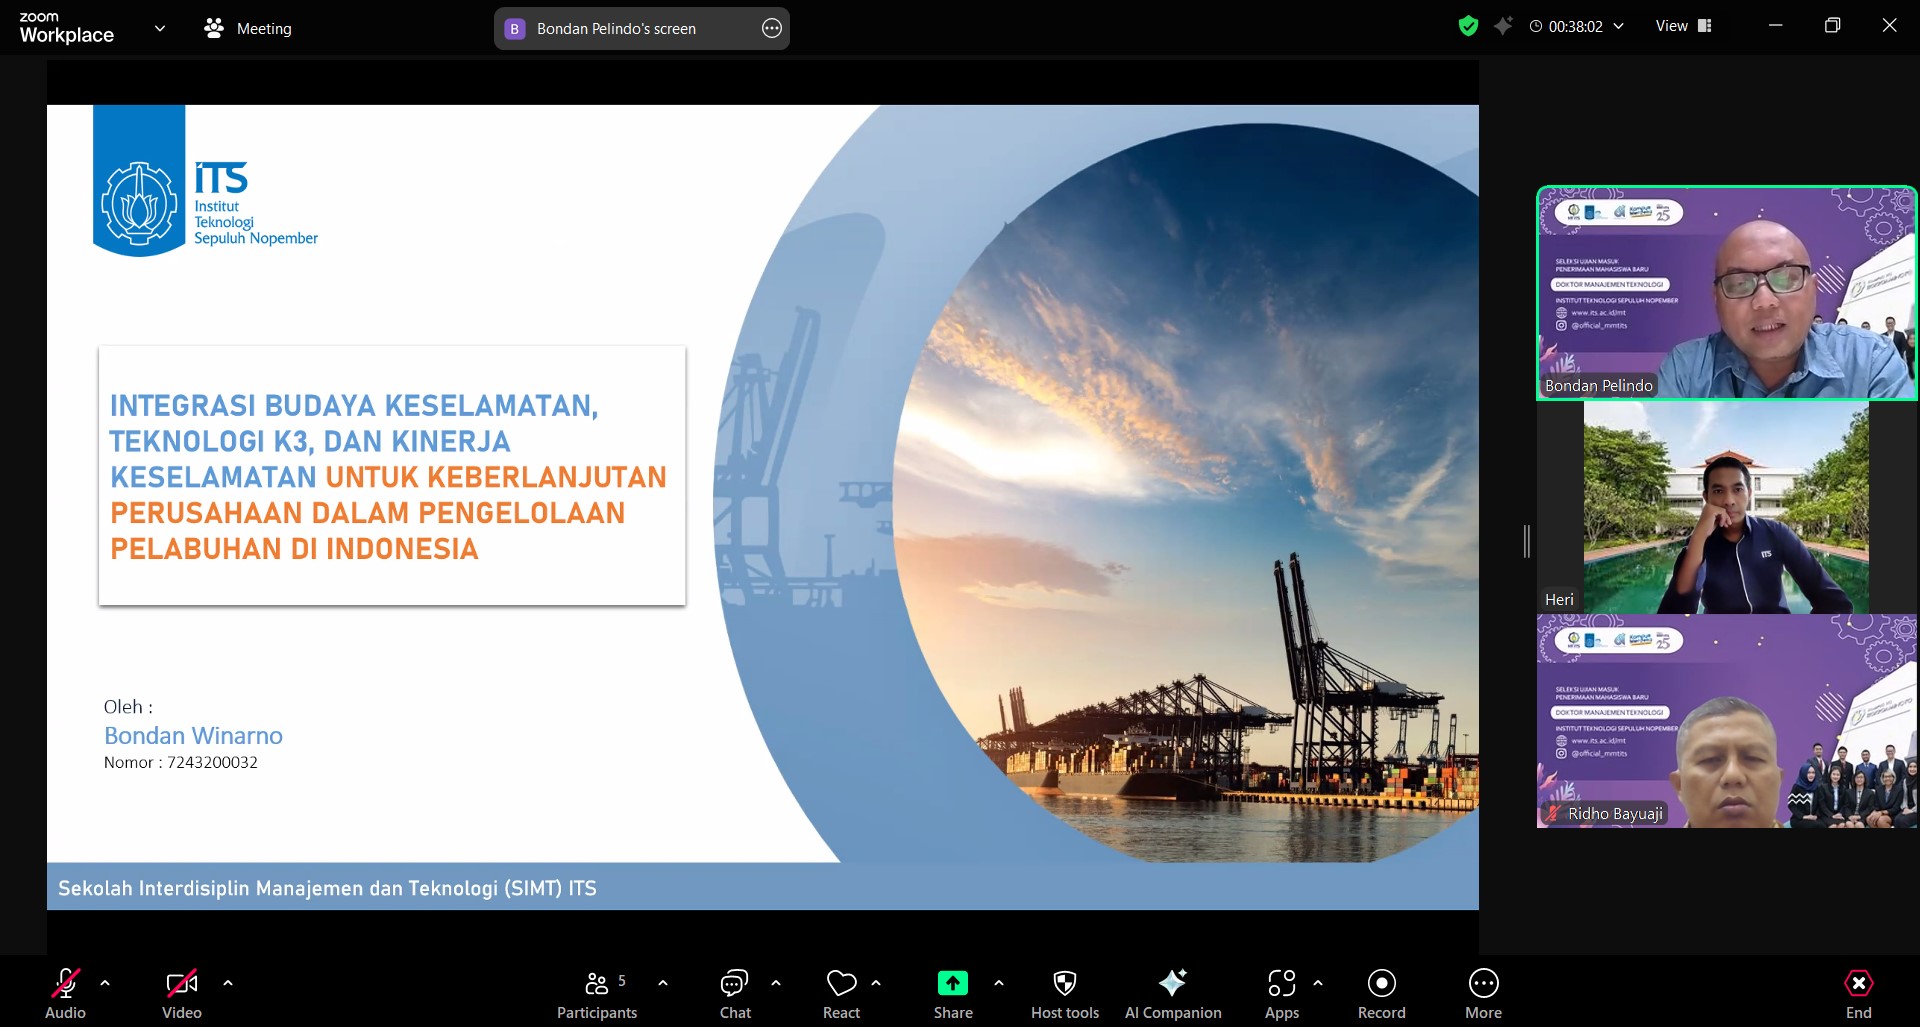 zoom
Workplace
Meeting
B Bondan Pelindo's screen
00:38:02
View
iTS
Institut
Teknologi
Sepuluh Nopember
INTEGRASI BUDAYA KESELAMATAN,
TEKNOLOGI K3, DAN KINERJA
KESELAMATAN UNTUK KEBERLANJUTAN
PERUSAHAAN DALAM PENGELOLAAN
PELABUHAN DI INDONESIA
Oleh :
Bondan Winarno
Nomor : 7243200032
Sekolah Interdisiplin Manajemen dan Teknologi (SIMT) ITS
25
SELEKSI UJIAN MASUK
PENERIMAAN MAHASISWA BARU
DOKTOR MANAJEMEN TEKNOLOGI
INSTITUT TEKNOLOGI SEPULUH NOPEMBER
www.its.ac.id/mt
@official_mmtits
Bondan Pelindo
ITS
Heri
25
SELEKSI UJIAN MASUK
PENERIMAAN MAHASISWA BARU
DOKTOR MANAJEMEN TEKNOLOGI
INSTITUT TEKNOLOGI SEPULUH NOPEMBER
www.its.ac.id/mt
@official_mmtits
Ridho Bayuaji
Audio
Video
Participants 5
Chat
React
Share
Host tools
AI Companion
Apps
Record
More
End